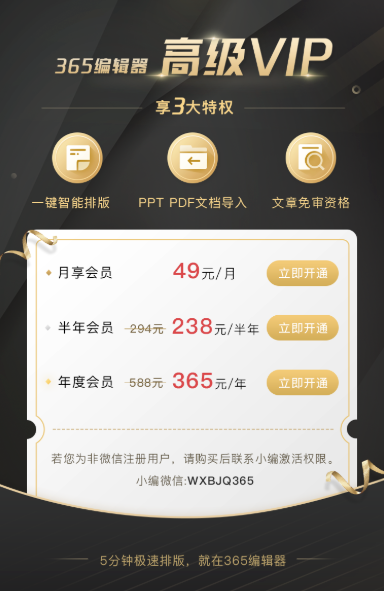 365编辑器 高级VIP
享3大特权
一键智能排版 PPT PDF文档导入 文章免审资格
月享会员 49元/月 立即开通
半年会员 294元 238元/半年 立即开通
年度会员 588元 365元/年 立即开通
若您为非微信注册用户，请购买后联系小编激活权限。
小编微信:WXBJQ365
5分钟极速排版，就在365编辑器